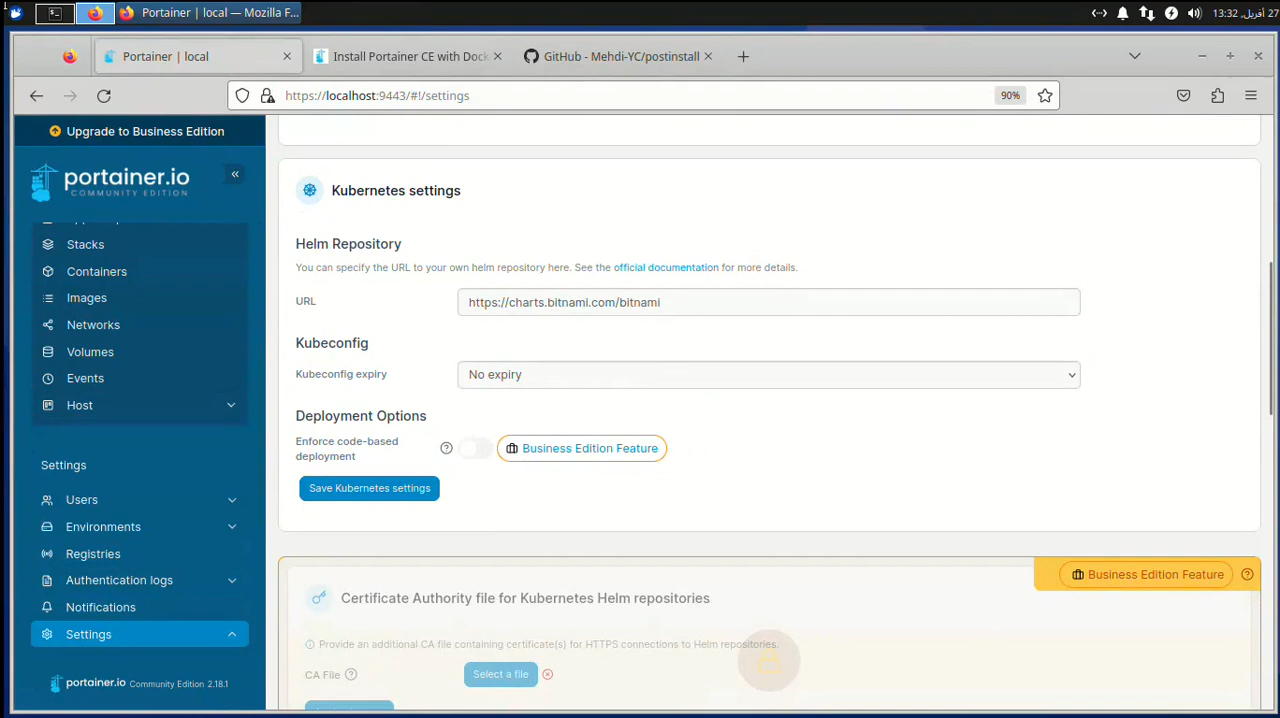 Portainer | local — Mozilla F...
13:32 27 أفريل,
Portainer | local
Install Portainer CE with Dock
GitHub - Mehdi-YC/postinstall
https://localhost:9443/#!/settings
90%
Upgrade to Business Edition
portainer.io
COMMUNITY EDITION
Stacks
Containers
Images
Networks
Volumes
Events
Host
Settings
Users
Environments
Registries
Authentication logs
Notifications
Settings
portainer.io Community Edition 2.18.1
Kubernetes settings
Helm Repository
You can specify the URL to your own helm repository here. See the official documentation for more details.
URL
https://charts.bitnami.com/bitnami
Kubeconfig
Kubeconfig expiry
No expiry
Deployment Options
Enforce code-based
deployment
Business Edition Feature
Save Kubernetes settings
Business Edition Feature
Certificate Authority file for Kubernetes Helm repositories
Provide an additional CA file containing certificate(s) for HTTPS connections to Helm repositories.
CA File
Select a file